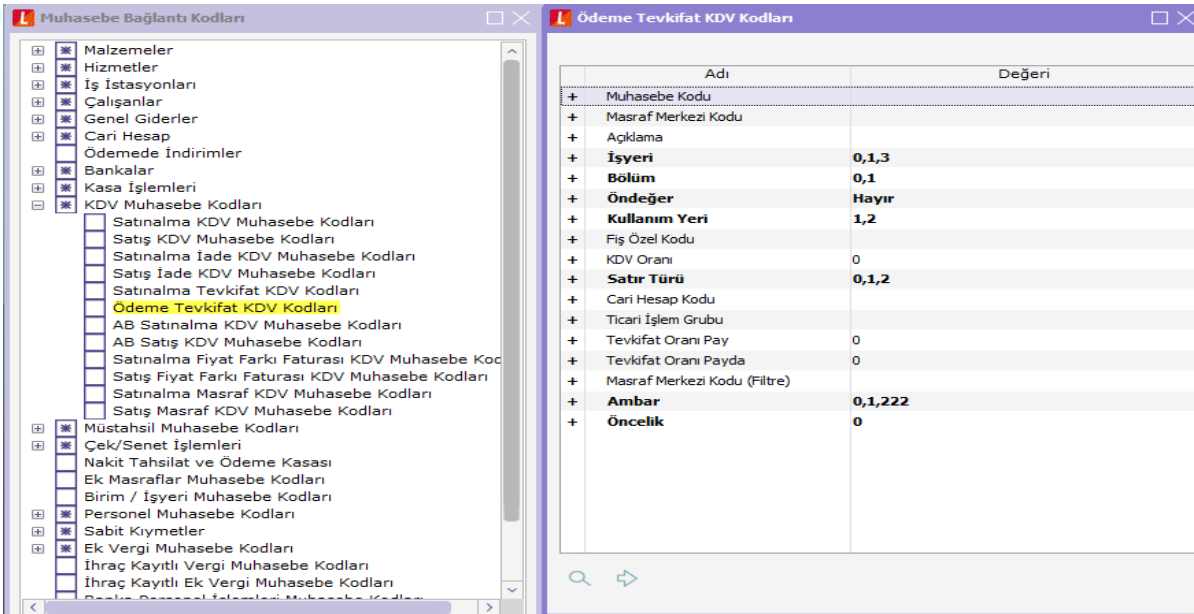 Muhasebe Bağlantı Kodları
Malzemeler
Hizmetler
İş İstasyonları
Çalışanlar
Genel Giderler
Cari Hesap
Ödemede İndirimler
Bankalar
Kasa İşlemleri
KDV Muhasebe Kodları
Satınalma KDV Muhasebe Kodları
Satış KDV Muhasebe Kodları
Satınalma İade KDV Muhasebe Kodları
Satış İade KDV Muhasebe Kodları
Satınalma Tevkifat KDV Kodları
Ödeme Tevkifat KDV Kodları
AB Satınalma KDV Muhasebe Kodları
AB Satış KDV Muhasebe Kodları
Satınalma Fiyat Farkı Faturası KDV Muhasebe Kod
Satış Fiyat Farkı Faturası KDV Muhasebe Kodları
Satınalma Masraf KDV Muhasebe Kodları
Satış Masraf KDV Muhasebe Kodları
Müstahsil Muhasebe Kodları
Çek/Senet İşlemleri
Nakit Tahsilat ve Ödeme Kasası
Ek Masraflar Muhasebe Kodları
Birim / İşyeri Muhasebe Kodları
Personel Muhasebe Kodları
Sabit Kıymetler
Ek Vergi Muhasebe Kodları
İhraç Kayıtlı Vergi Muhasebe Kodları
İhraç Kayıtlı Ek Vergi Muhasebe Kodları
Banka Personel İşlemleri Muhasebe Kodları
Ödeme Tevkifat KDV Kodları
Adı Değeri
Muhasebe Kodu
Masraf Merkezi Kodu
Açıklama
İşyeri 0,1,3
Bölüm 0,1
Öndeğer Hayır
Kullanım Yeri 1,2
Fiş Özel Kodu
KDV Oranı 0
Satır Türü 0,1,2
Cari Hesap Kodu
Ticari İşlem Grubu
Tevkifat Oranı Pay 0
Tevkifat Oranı Payda 0
Masraf Merkezi Kodu (Filtre)
Ambar 0,1,222
Öncelik 0